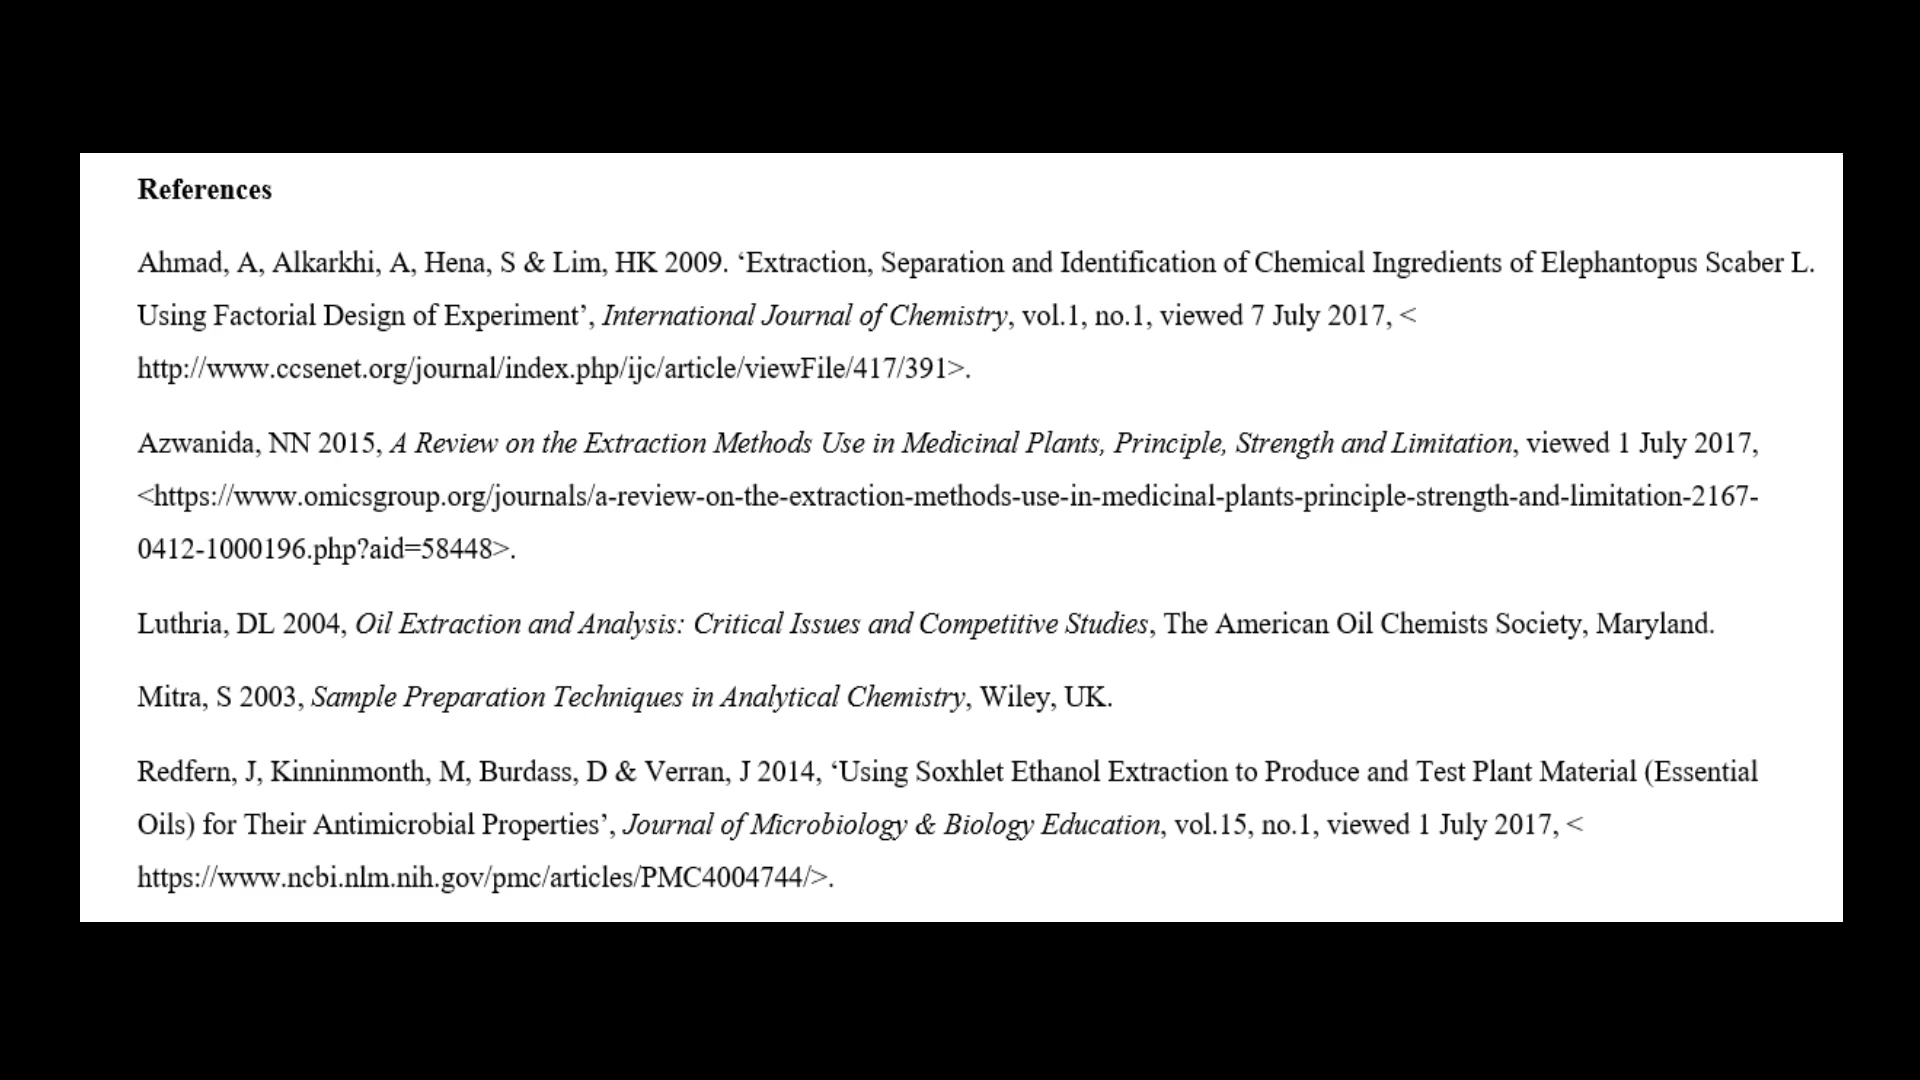 References
Ahmad, A, Alkarkhi, A, Hena, S & Lim, HK 2009. ‘Extraction, Separation and Identification of Chemical Ingredients of Elephantopus Scaber L.
Using Factorial Design of Experiment’, International Journal of Chemistry, vol.1, no.1, viewed 7 July 2017, <
http://www.ccsenet.org/journal/index.php/ijc/article/viewFile/417/391>.
Azwanida, NN 2015, A Review on the Extraction Methods Use in Medicinal Plants, Principle, Strength and Limitation, viewed 1 July 2017,
<https://www.omicsgroup.org/journals/a-review-on-the-extraction-methods-use-in-medicinal-plants-principle-strength-and-limitation-2167-
0412-1000196.php?aid=58448>.
Luthria, DL 2004, Oil Extraction and Analysis: Critical Issues and Competitive Studies, The American Oil Chemists Society, Maryland.
Mitra, S 2003, Sample Preparation Techniques in Analytical Chemistry, Wiley, UK.
Redfern, J, Kinninmonth, M, Burdass, D & Verran, J 2014, ‘Using Soxhlet Ethanol Extraction to Produce and Test Plant Material (Essential
Oils) for Their Antimicrobial Properties’, Journal of Microbiology & Biology Education, vol.15, no.1, viewed 1 July 2017, <
https://www.ncbi.nlm.nih.gov/pmc/articles/PMC4004744/>.